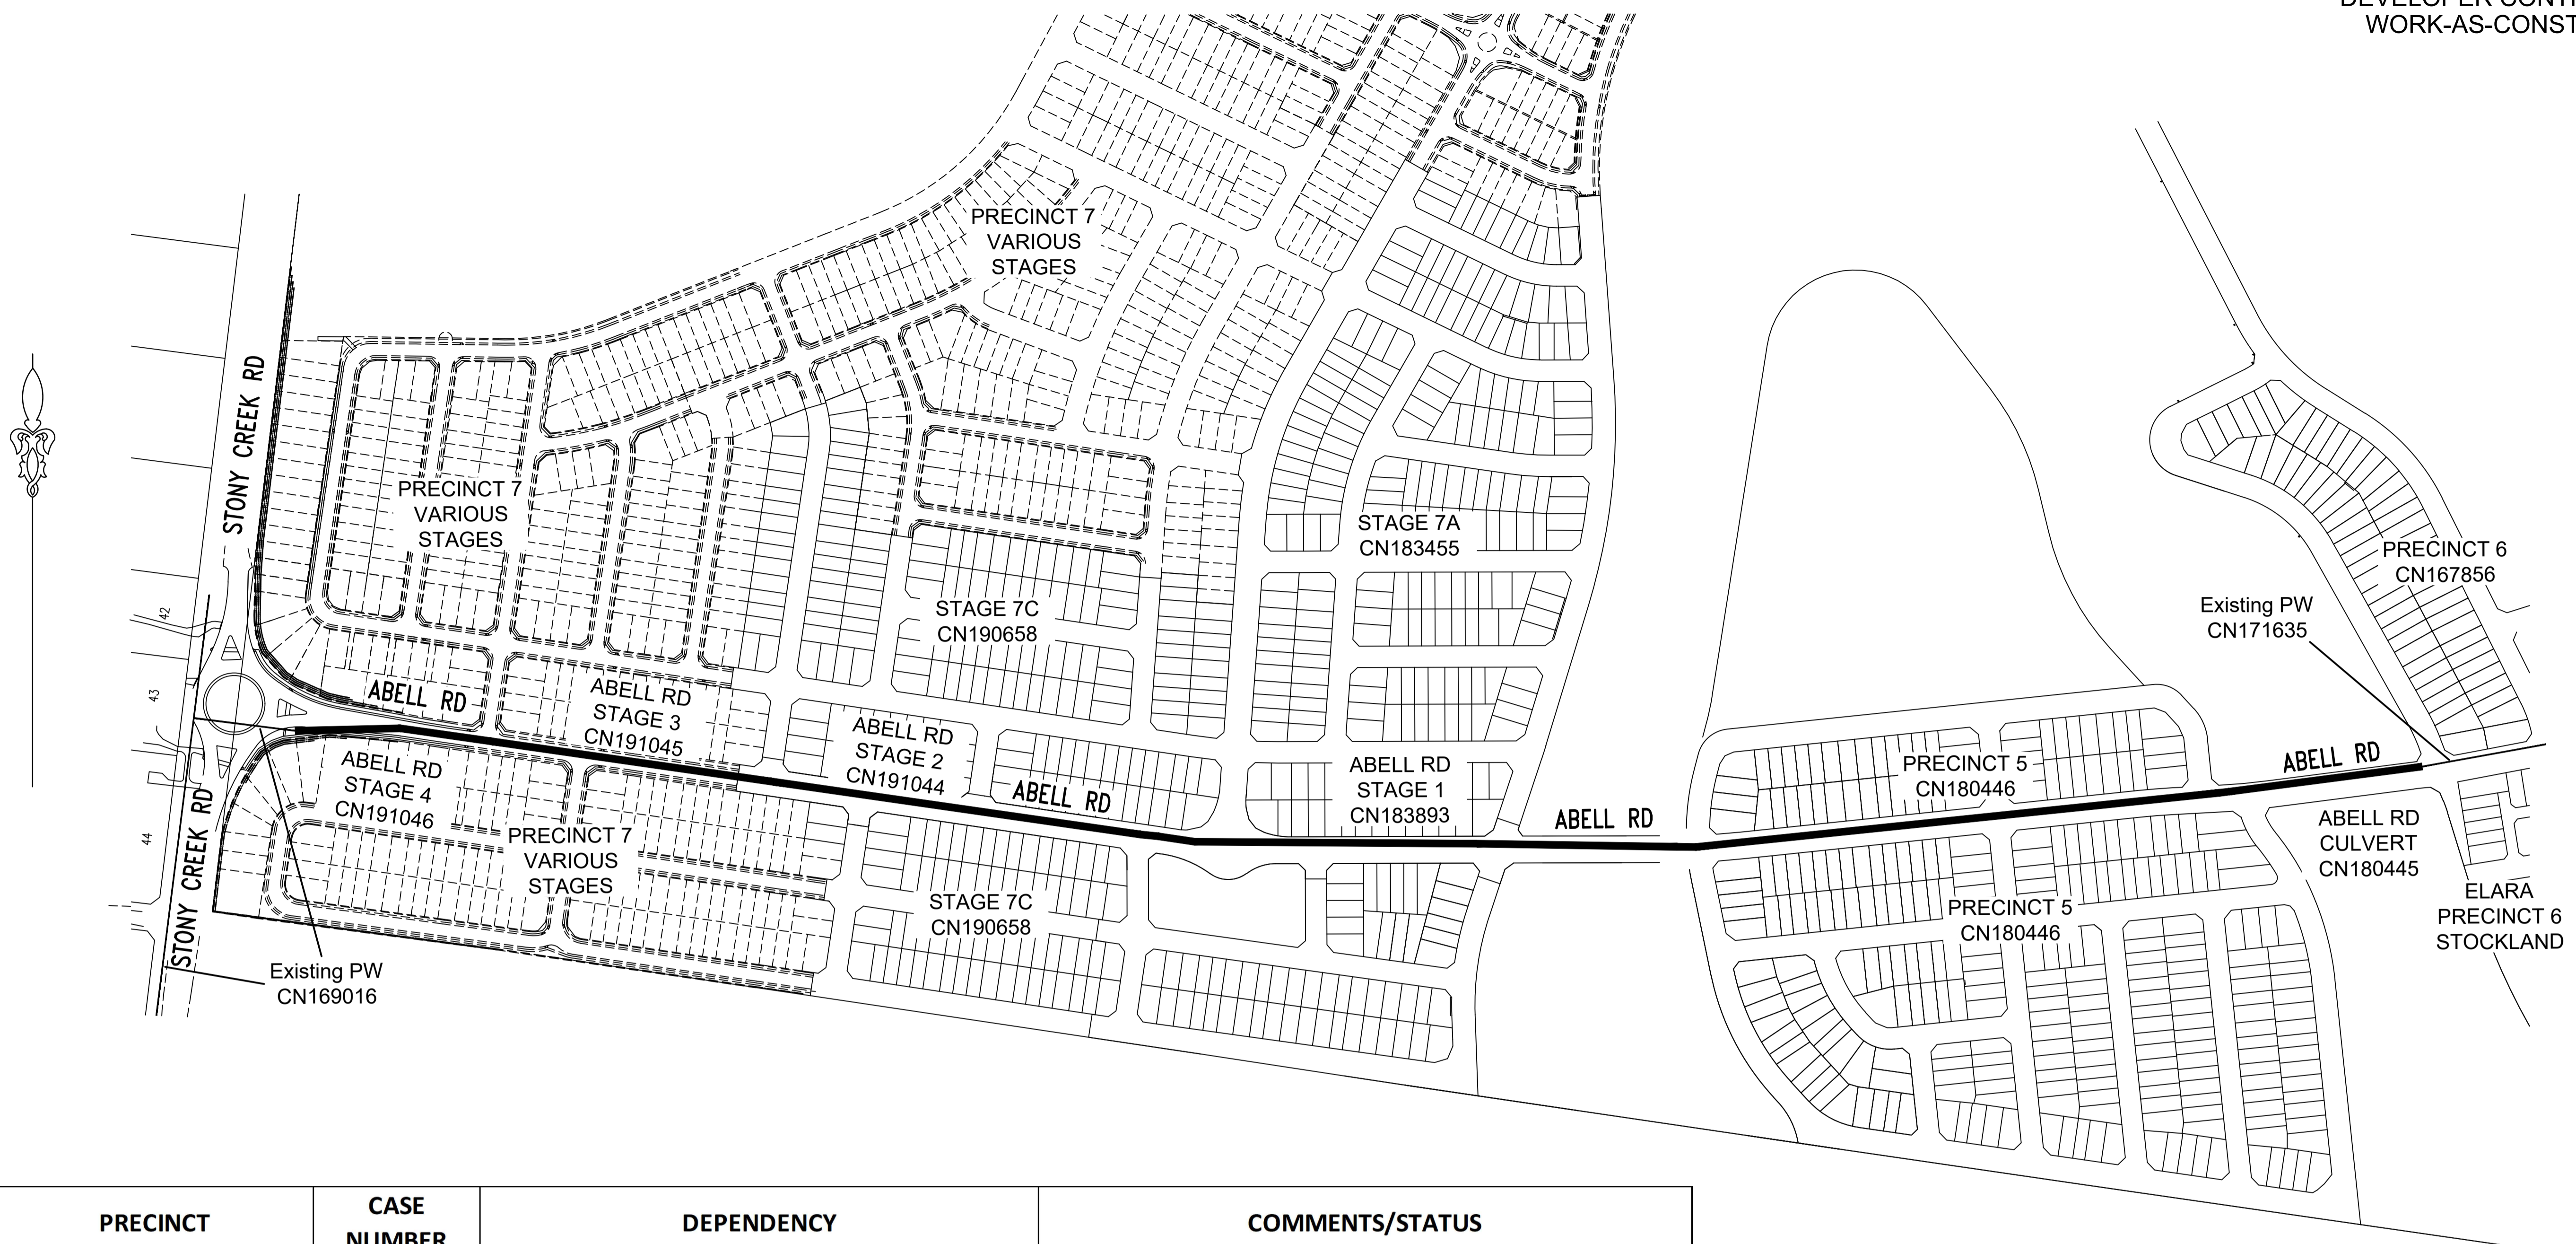 WORK-AS-CONST
PRECINCT 7
VARIOUS
STAGES
STONY CREEK RD
PRECINCT 7
VARIOUS
STAGES
STAGE 7A
CN183455
PRECINCT 6
CN167856
Existing PW
CN171635
STAGE 7C
CN190658
42
43
44
ABELL RD
ABELL RD
STAGE 3
CN191045
ABELL RD
STAGE 2
CN191044
ABELL RD
ABELL RD
STAGE 1
CN183893
ABELL RD
PRECINCT 5
CN180446
ABELL RD
ABELL RD
STAGE 4
CN191046
PRECINCT 7
VARIOUS
STAGES
STONY CREEK RD
STAGE 7C
CN190658
PRECINCT 5
CN180446
ABELL RD
CULVERT
CN180445
ELARA
PRECINCT 6
STOCKLAND
Existing PW
CN169016
PRECINCT
CASE
NUMBER
DEPENDENCY
COMMENTS/STATUS